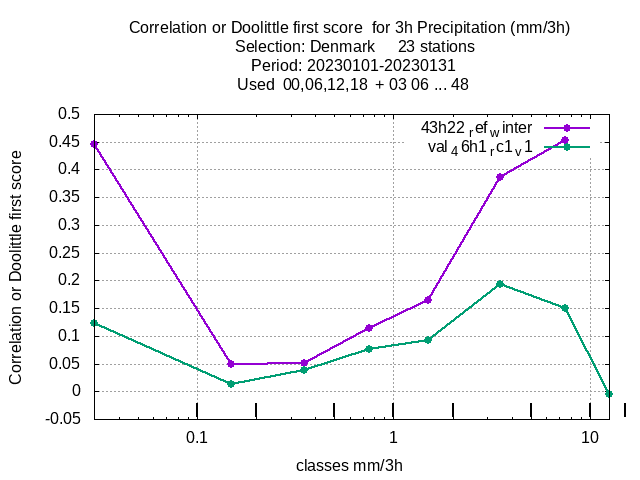 Correlation or Doolittle first score  for 3h Precipitation (mm/3h)
Selection: Denmark     23 stations
Period: 20230101-20230131
Used  00,06,12,18  + 03 06 ... 48
43h22 refwinter
val46h1rc1v1
Correlation or Doolittle first score
0.5
0.45
0.4
0.35
0.3
0.25
0.2
0.15
0.1
0.05
0
-0.05
0.1 1 10
classes mm/3h